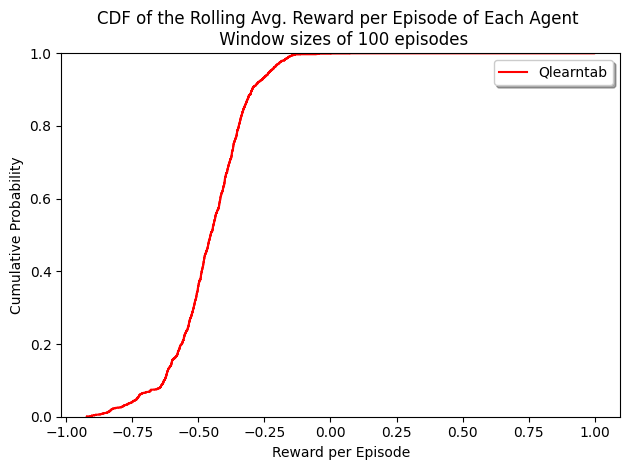 CDF of the Rolling Avg. Reward per Episode of Each Agent
Window sizes of 100 episodes
Qlearntab
1.0
0.8
0.6
0.4
0.2
0.0
Cumulative Probability
−1.00 −0.75 −0.50 −0.25 0.00 0.25 0.50 0.75 1.00
Reward per Episode